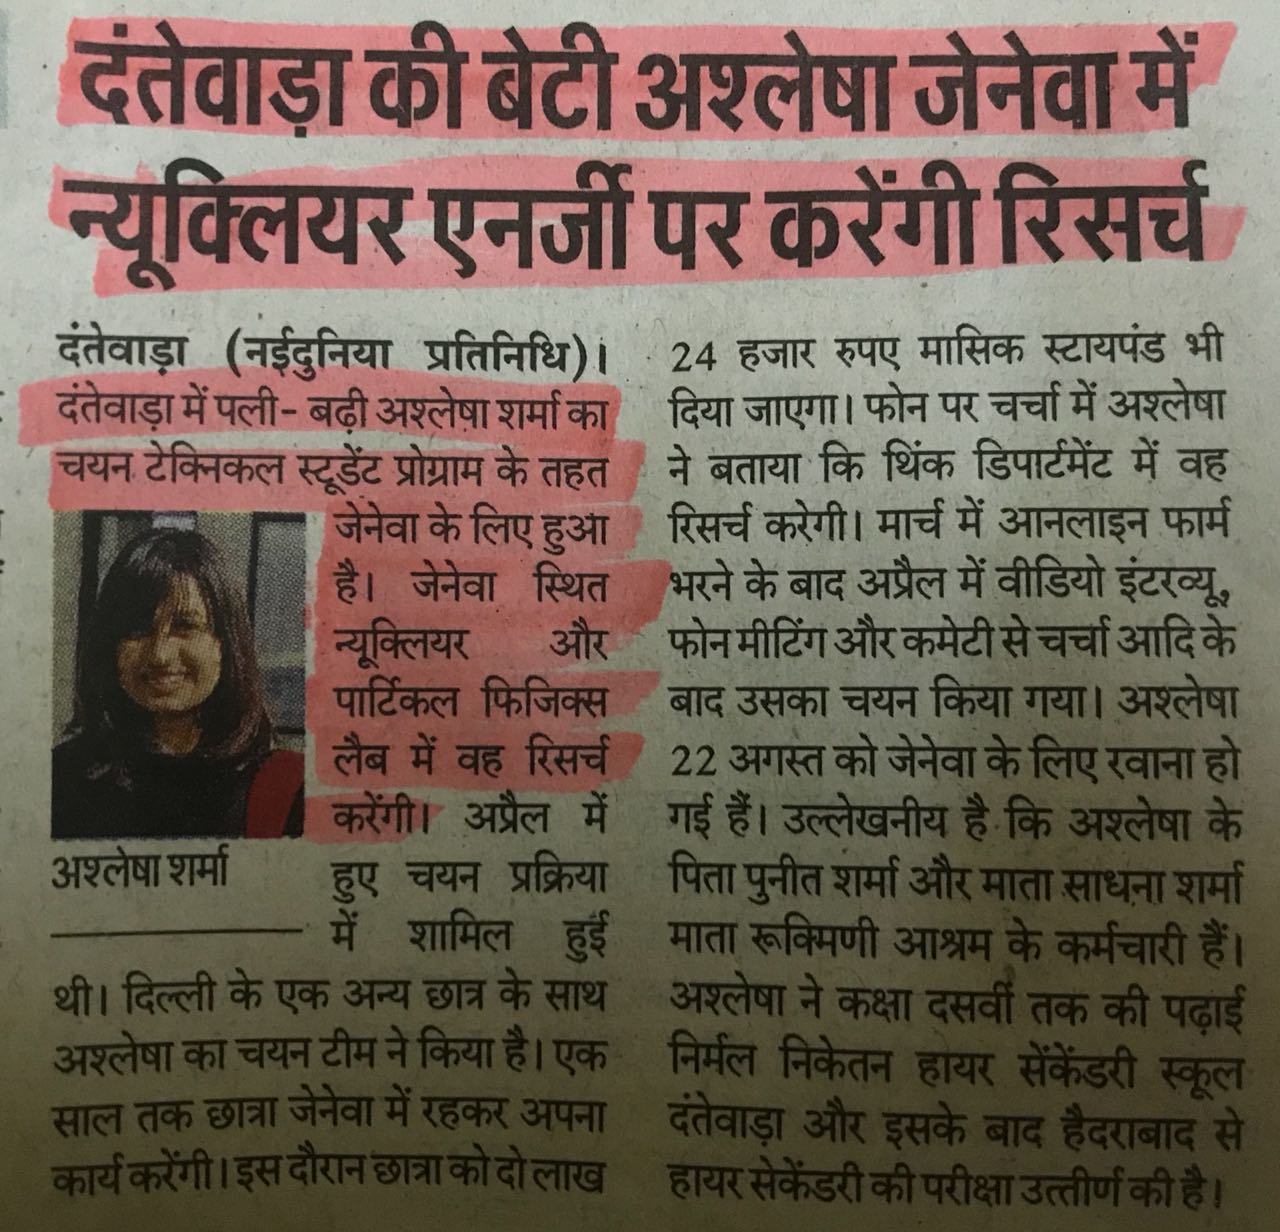 दंतेवाड़ा की बेटी अश्लेषा जेनेवा में
न्यूक्लियर एनर्जी पर करेंगी रिसर्च
दंतेवाड़ा (नईदुनिया प्रतिनिधि)।
दंतेवाड़ा में पली- बढ़ी अश्लेषा शर्मा का
चयन टेक्निकल स्टूडेंट प्रोग्राम के तहत
जेनेवा के लिए हुआ
है। जेनेवा स्थित
न्यूक्लियर और
पार्टिकल फिजिक्स
लैब में वह रिसर्च
करेंगी। अप्रैल में
अश्लेषा शर्मा
हुए चयन प्रक्रिया
में शामिल हुई
थी। दिल्ली के एक अन्य छात्र के साथ
अश्लेषा का चयन टीम ने किया है। एक
साल तक छात्रा जेनेवा में रहकर अपना
कार्य करेंगी। इस दौरान छात्रा को दो लाख
24 हजार रुपए मासिक स्टायपंड भी
दिया जाएगा। फोन पर चर्चा में अश्लेषा
ने बताया कि थिंक डिपार्टमेंट में वह
रिसर्च करेगी। मार्च में आनलाइन फार्म
भरने के बाद अप्रैल में वीडियो इंटरव्यू,
फोन मीटिंग और कमेटी से चर्चा आदि के
बाद उसका चयन किया गया। अश्लेषा
22 अगस्त को जेनेवा के लिए रवाना हो
गई हैं। उल्लेखनीय है कि अश्लेषा के
पिता पुनीत शर्मा और माता साधना शर्मा
माता रूक्मिणी आश्रम के कर्मचारी हैं।
अश्लेषा ने कक्षा दसवीं तक की पढ़ाई
निर्मल निकेतन हायर सेंकेंडरी स्कूल
दंतेवाड़ा और इसके बाद हैदराबाद से
हायर सेकेंडरी की परीक्षा उत्तीर्ण की है।